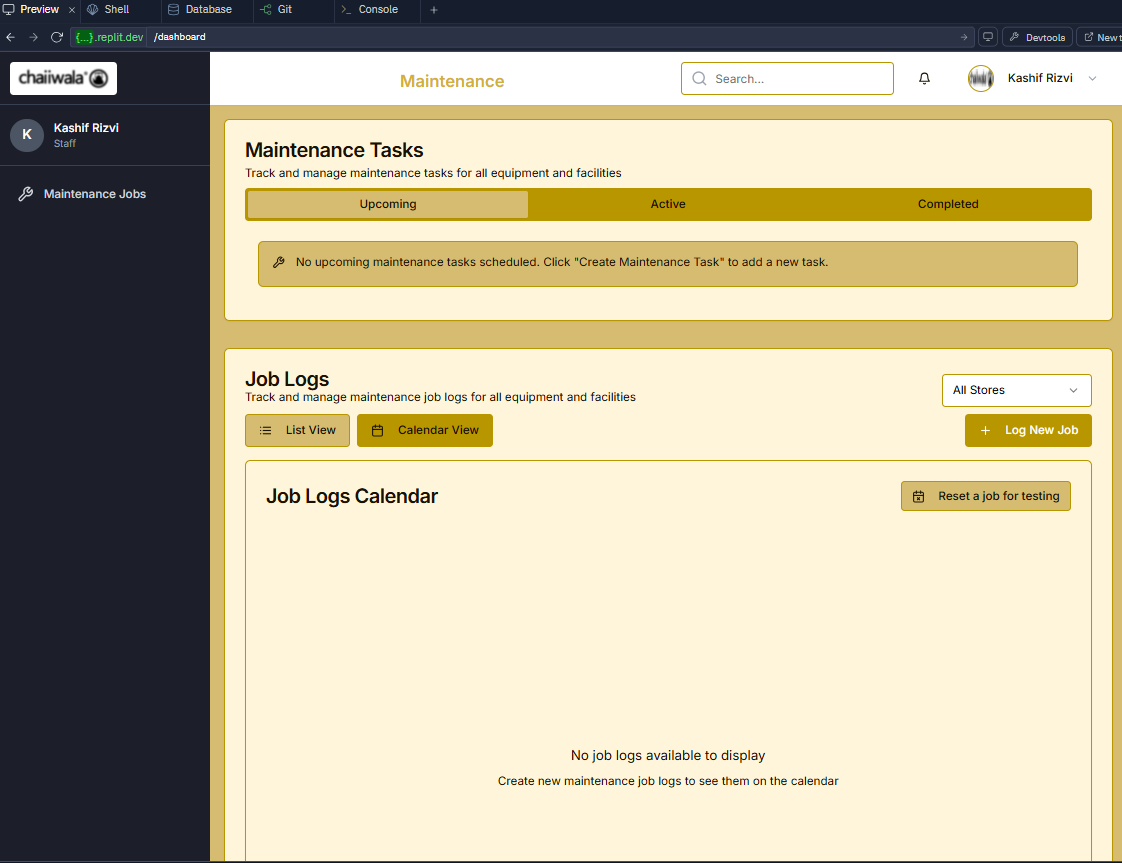 Preview
Shell
Database
Git
Console
{...}.replit.dev /dashboard
Devtools
New t
chaiiwala
Maintenance
Search...
Kashif Rizvi
K
Kashif Rizvi
Staff
Maintenance Jobs
Maintenance Tasks
Track and manage maintenance tasks for all equipment and facilities
Upcoming
Active
Completed
No upcoming maintenance tasks scheduled. Click "Create Maintenance Task" to add a new task.
Job Logs
Track and manage maintenance job logs for all equipment and facilities
All Stores
List View
Calendar View
Log New Job
Job Logs Calendar
Reset a job for testing
No job logs available to display
Create new maintenance job logs to see them on the calendar